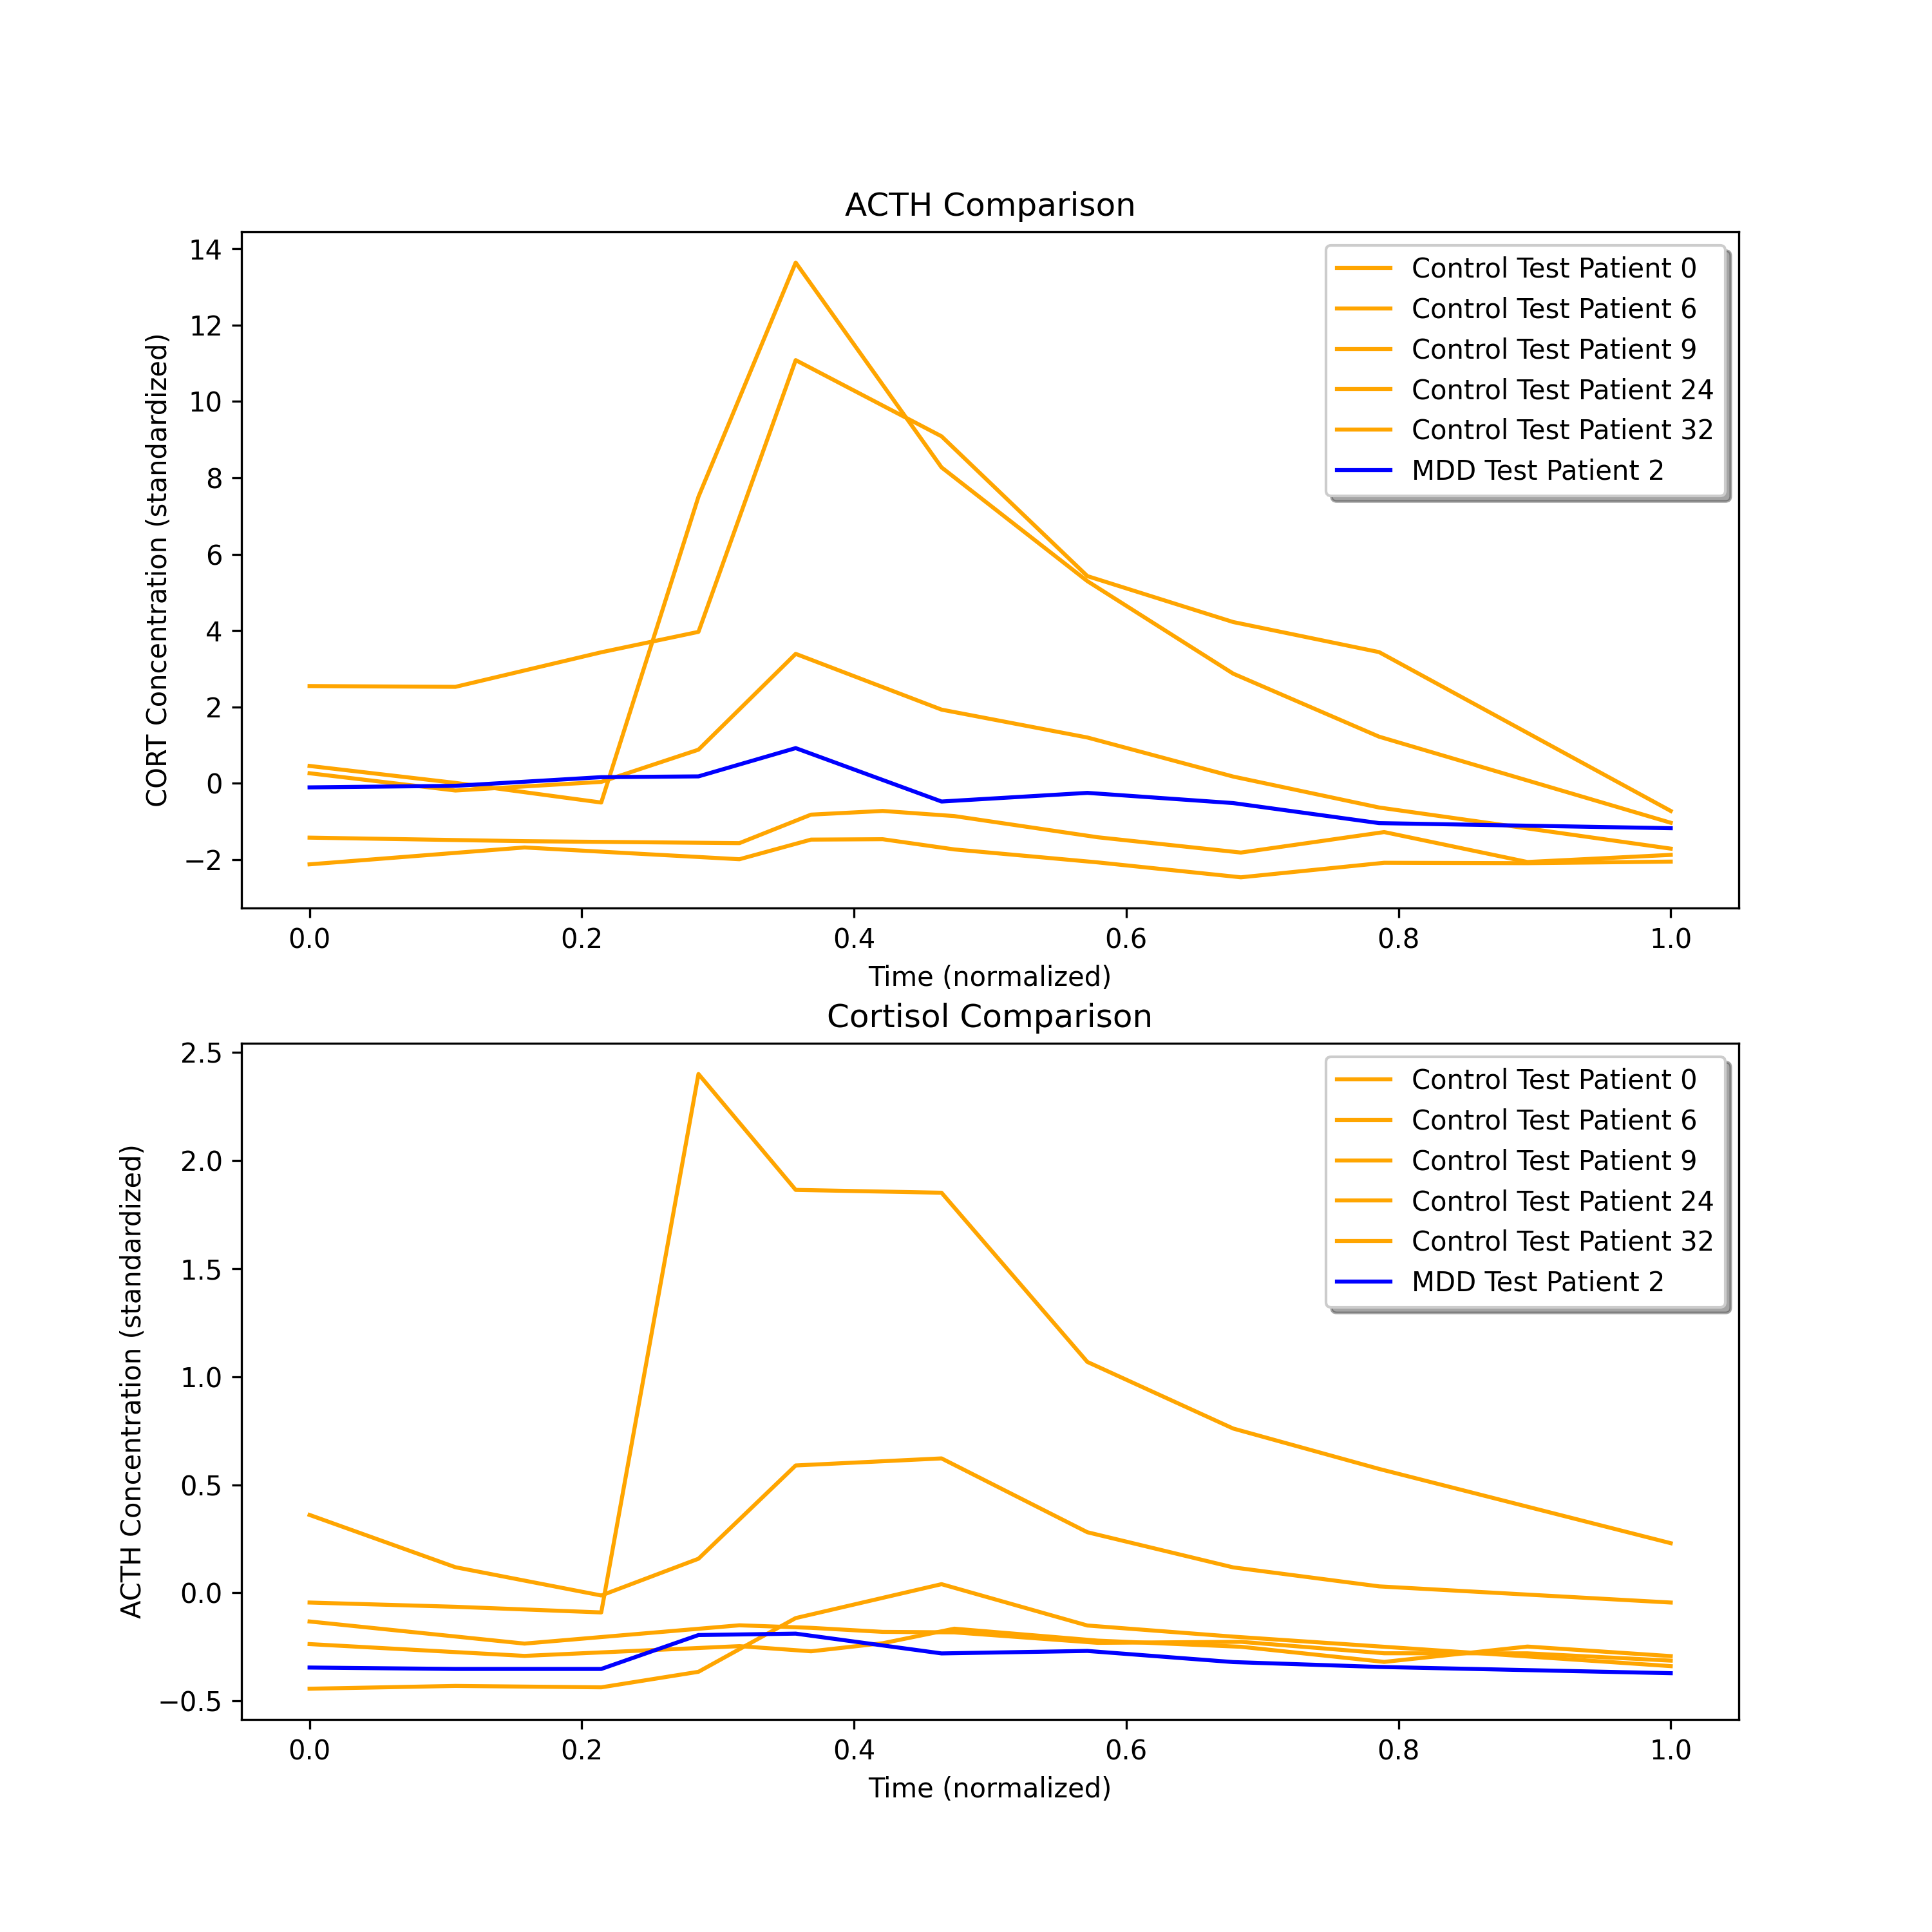 ACTH Comparison
CORT Concentration (standardized)
14
12
10
8
6
4
2
0
−2
Control Test Patient 0
Control Test Patient 6
Control Test Patient 9
Control Test Patient 24
Control Test Patient 32
MDD Test Patient 2
0.0 0.2 0.4 0.6 0.8 1.0
Time (normalized)
Cortisol Comparison
ACTH Concentration (standardized)
2.5
2.0
1.5
1.0
0.5
0.0
−0.5
Control Test Patient 0
Control Test Patient 6
Control Test Patient 9
Control Test Patient 24
Control Test Patient 32
MDD Test Patient 2
0.0 0.2 0.4 0.6 0.8 1.0
Time (normalized)